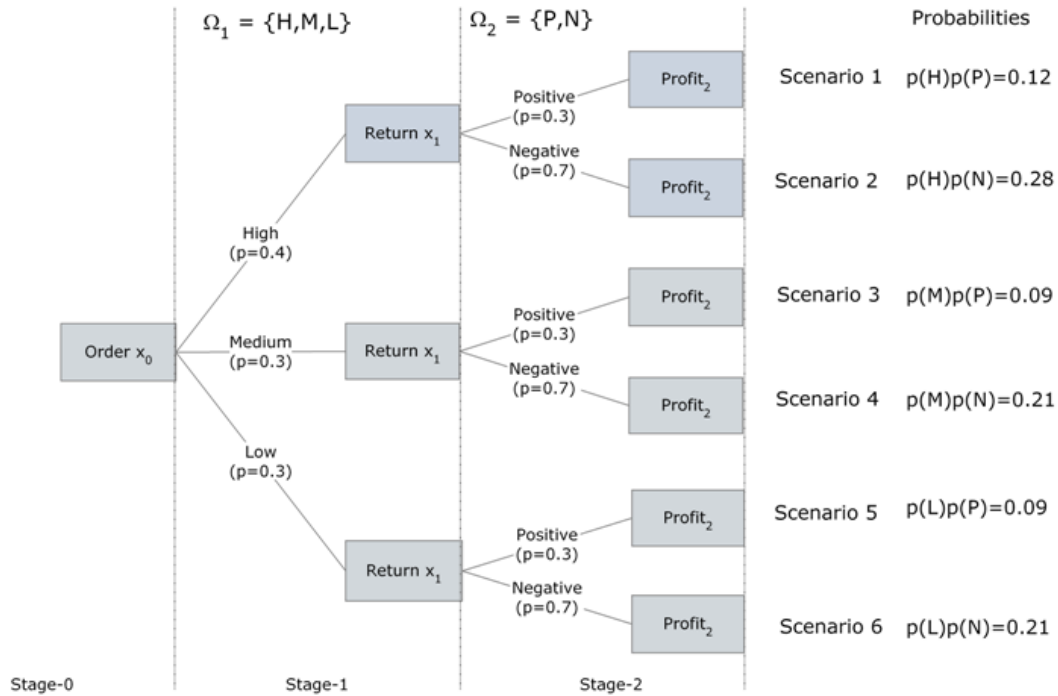 Ω₁ = {H,M,L}
Ω₂ = {P,N}
Probabilities
Profit₂
Scenario 1
p(H)p(P)=0.12
Positive
(p=0.3)
Return x₁
Negative
(p=0.7)
Profit₂
Scenario 2
p(H)p(N)=0.28
High
(p=0.4)
Profit₂
Scenario 3
p(M)p(P)=0.09
Positive
(p=0.3)
Order x₀
Medium
(p=0.3)
Return x₁
Negative
(p=0.7)
Profit₂
Scenario 4
p(M)p(N)=0.21
Low
(p=0.3)
Profit₂
Scenario 5
p(L)p(P)=0.09
Positive
(p=0.3)
Return x₁
Negative
(p=0.7)
Profit₂
Scenario 6
p(L)p(N)=0.21
Stage-0
Stage-1
Stage-2